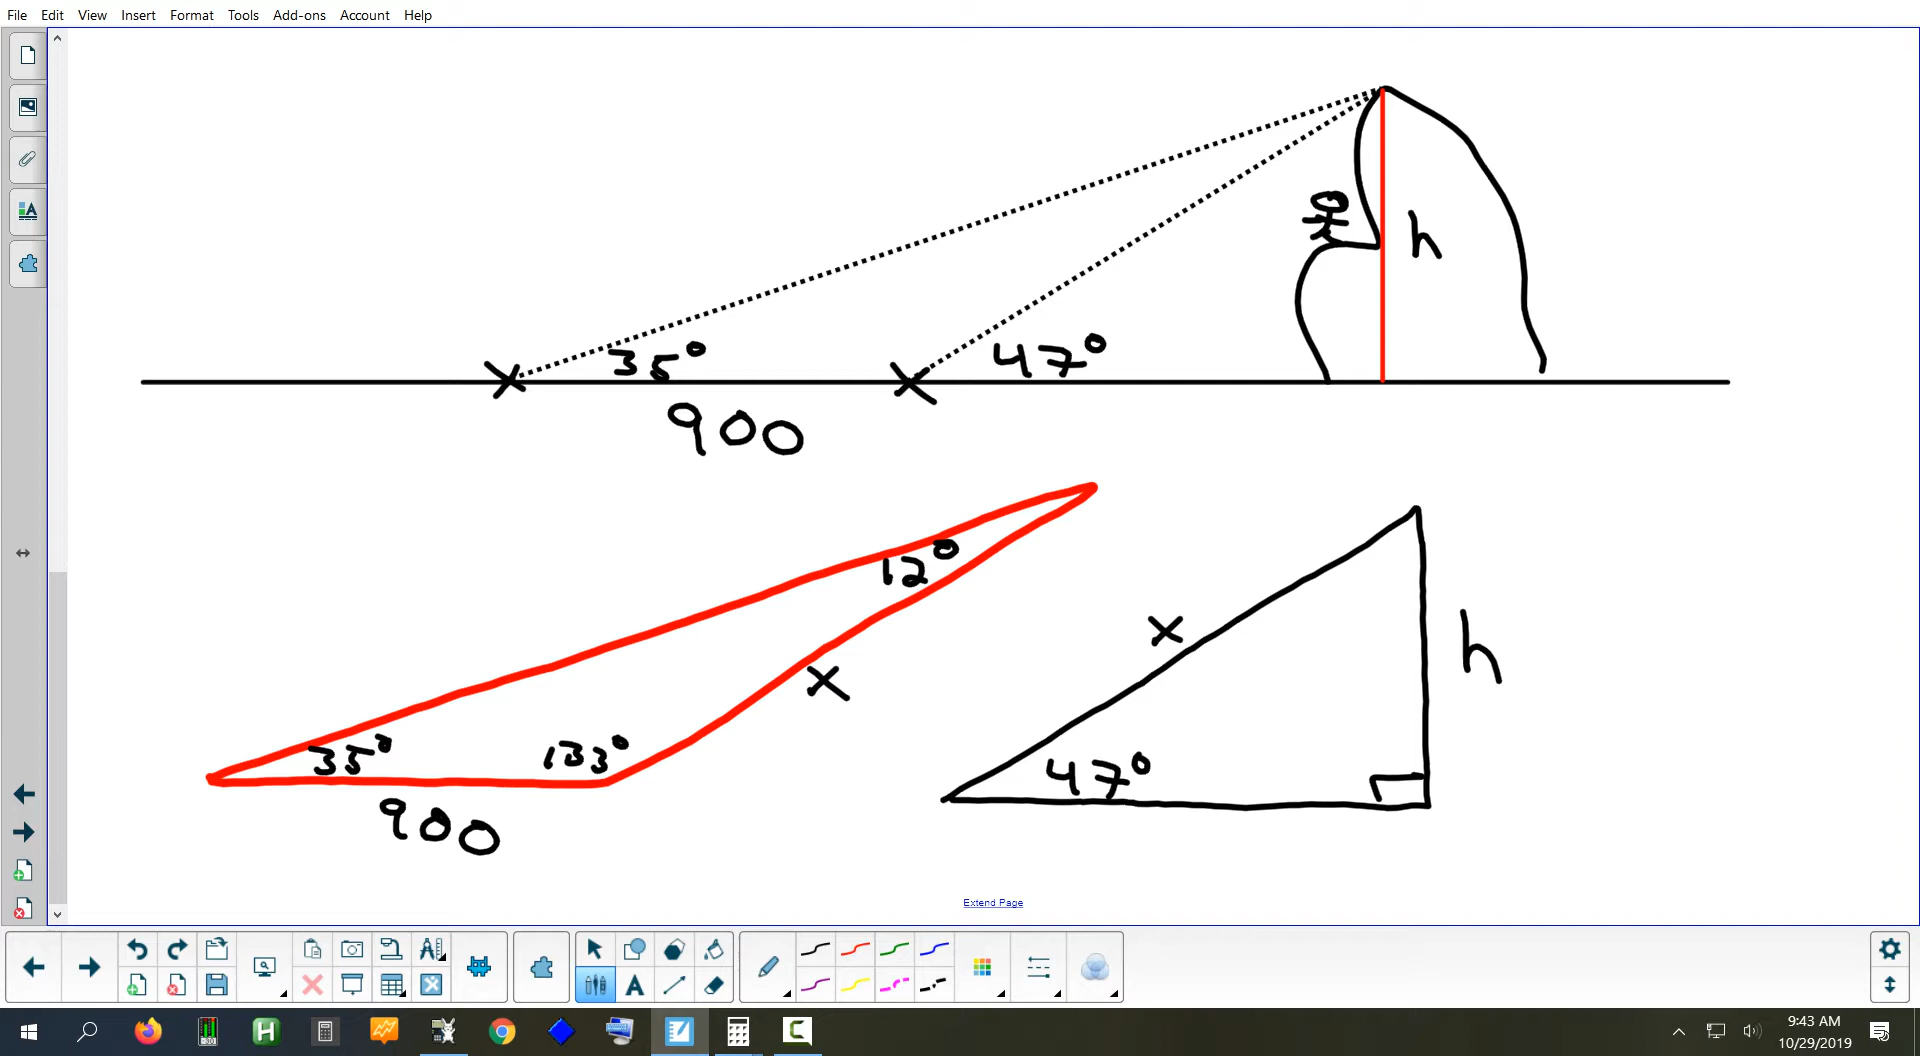 File Edit View Insert Format Tools Add-ons Account Help
h
35° 47°
900
12°
x x h
35° 133° 47°
900
Extend Page
A
A
H
C
9:43 AM
10/29/2019